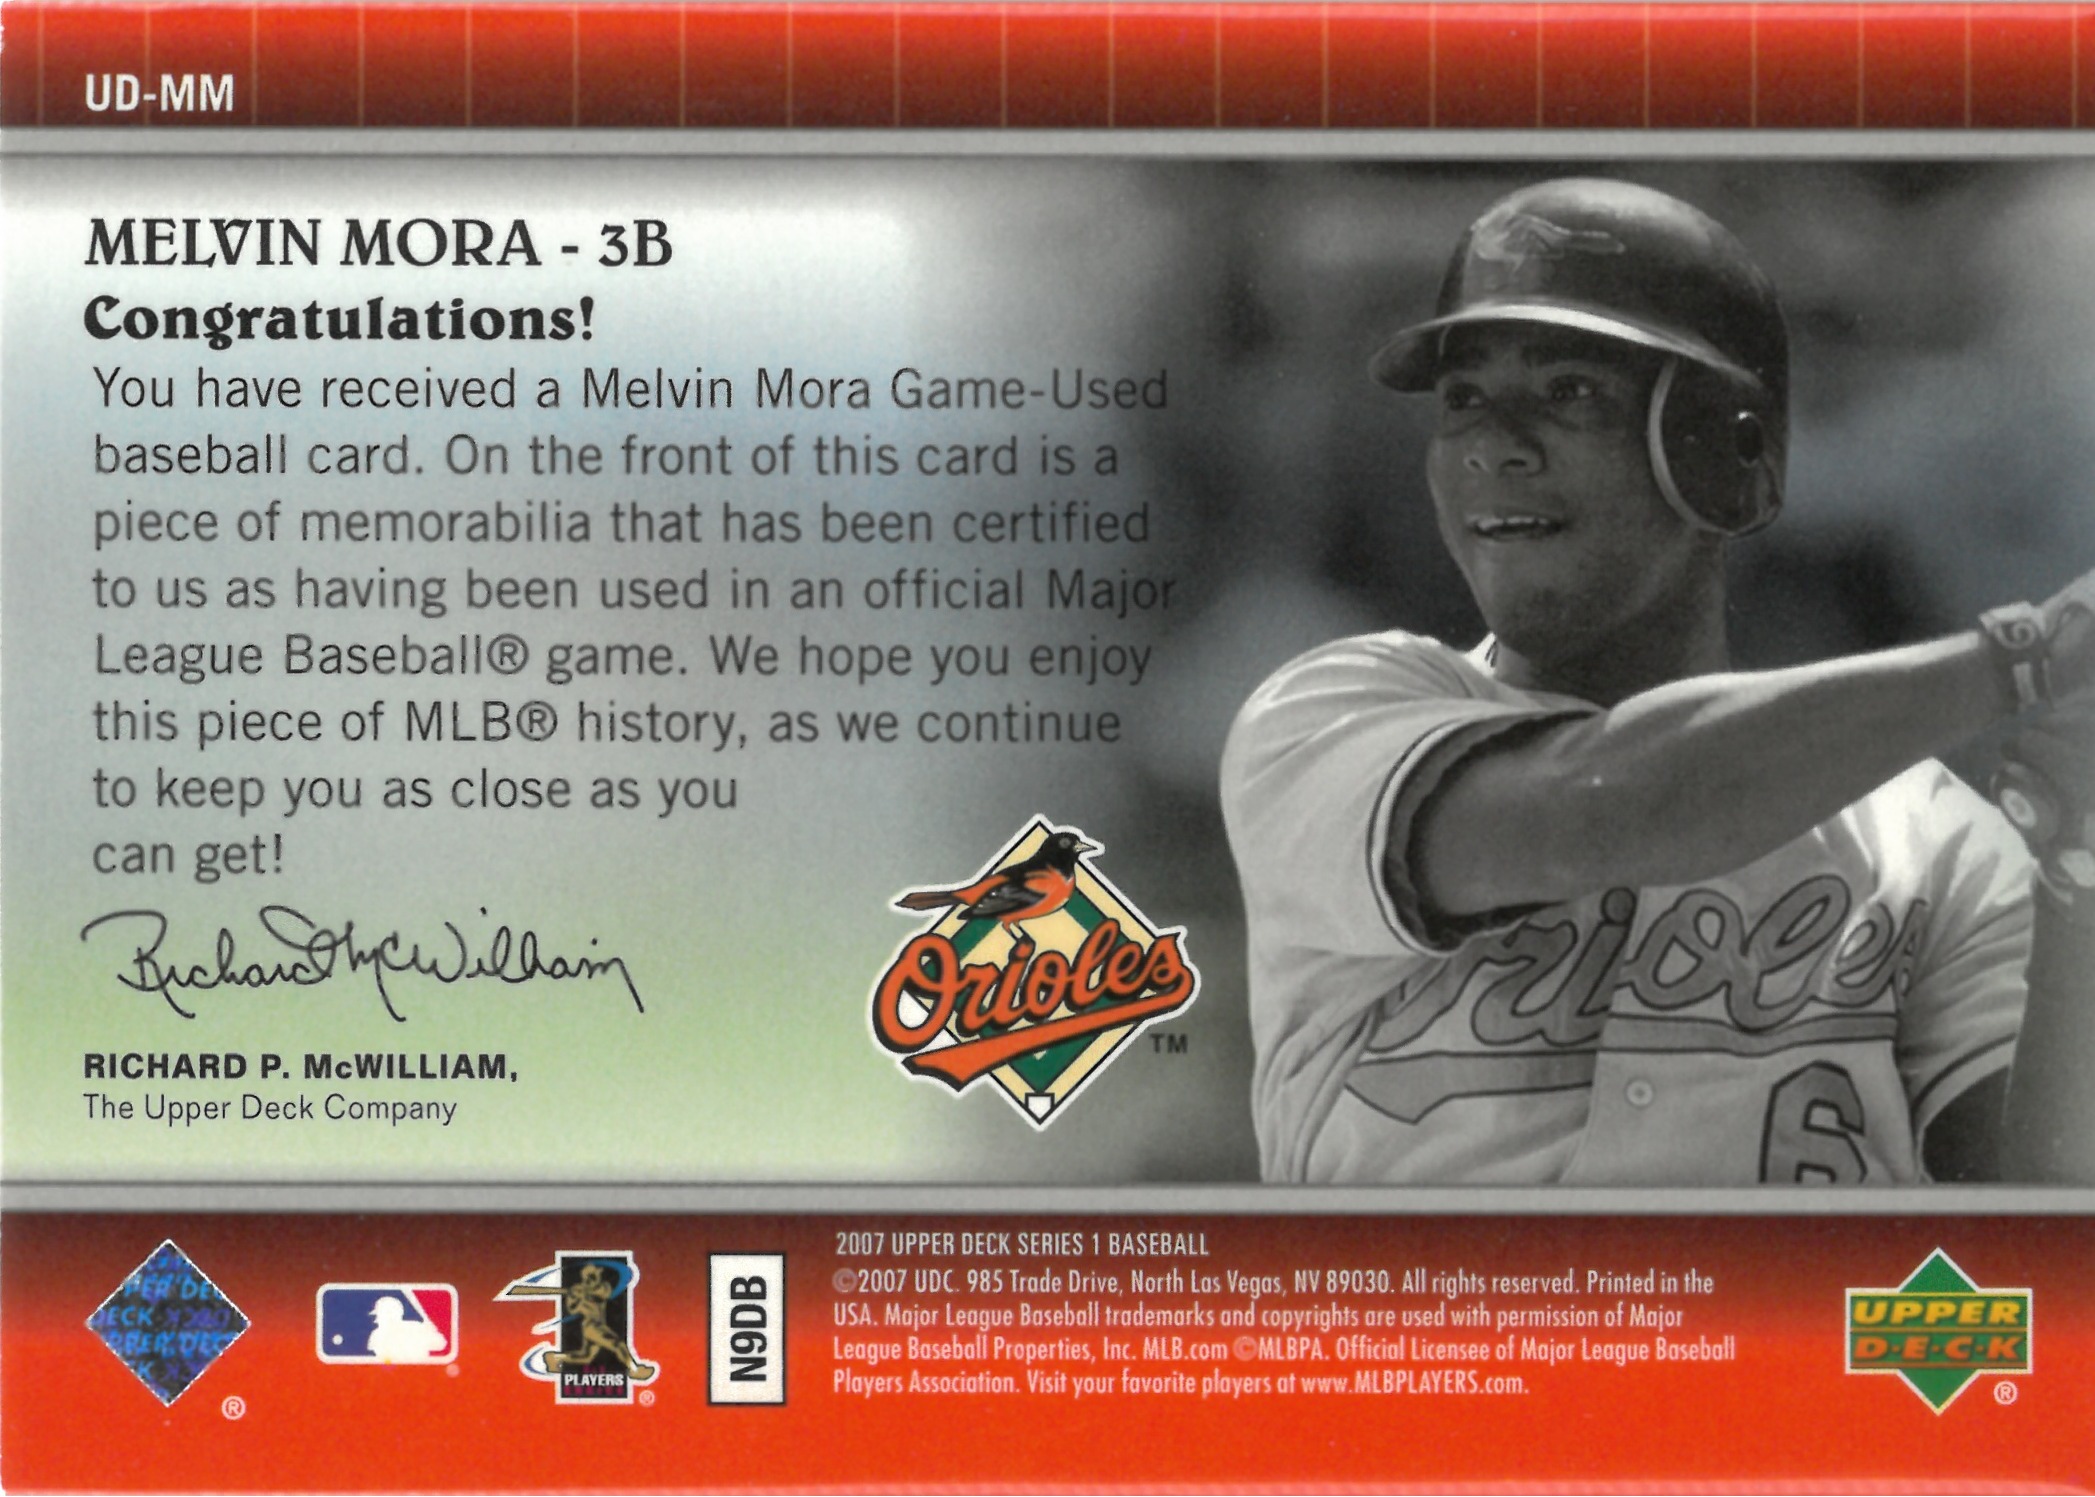 UD-MM
MELVIN MORA - 3B
Congratulations!
You have received a Melvin Mora Game-Used
baseball card. On the front of this card is a
piece of memorabilia that has been certified
to us as having been used in an official Major
League Baseball® game. We hope you enjoy
this piece of MLB® history, as we continue
to keep you as close as you
can get!
Richard McWilliam
RICHARD P. McWILLIAM,
The Upper Deck Company
Orioles
TM
Orioles
6
PLAYERS
®
N9DB
2007 UPPER DECK SERIES 1 BASEBALL
©2007 UDC. 985 Trade Drive, North Las Vegas, NV 89030. All rights reserved. Printed in the
USA. Major League Baseball trademarks and copyrights are used with permission of Major
League Baseball Properties, Inc. MLB.com ©MLBPA. Official Licensee of Major League Baseball
Players Association. Visit your favorite players at www.MLBPLAYERS.com.
UPPER
D·E·C·K
®